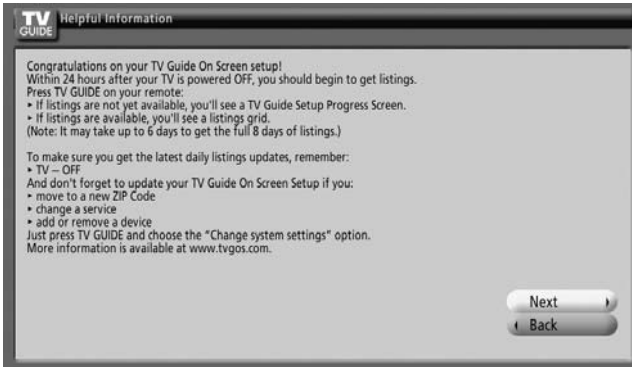 TV GUIDE
Helpful Information
Congratulations on your TV Guide On Screen setup!
Within 24 hours after your TV is powered OFF, you should begin to get listings.
Press TV GUIDE on your remote:
▸ If listings are not yet available, you'll see a TV Guide Setup Progress Screen.
▸ If listings are available, you'll see a listings grid.
(Note: It may take up to 6 days to get the full 8 days of listings.)
To make sure you get the latest daily listings updates, remember:
▸ TV – OFF
And don't forget to update your TV Guide On Screen Setup if you:
▸ move to a new ZIP Code
▸ change a service
▸ add or remove a device
Just press TV GUIDE and choose the “Change system settings” option.
More information is available at www.tvgos.com.
Next
Back